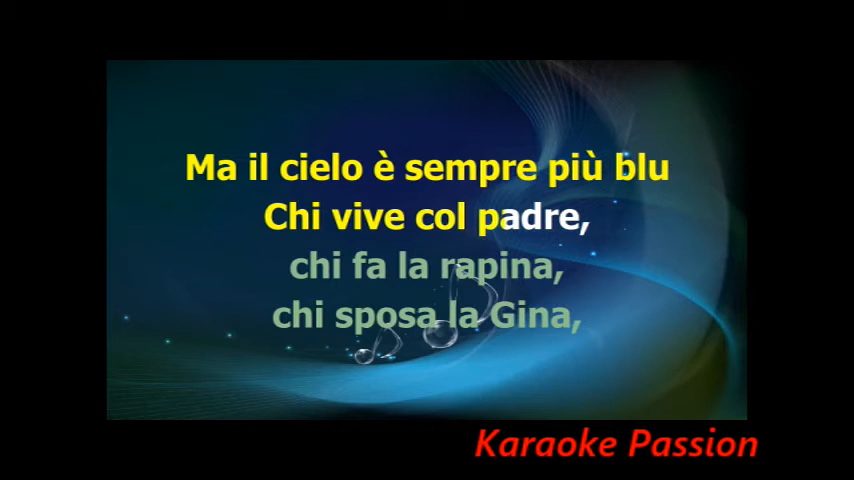 Ma il cielo è sempre più blu
Chi vive col padre,
chi fa la rapina,
chi sposa la Gina,
Karaoke Passion